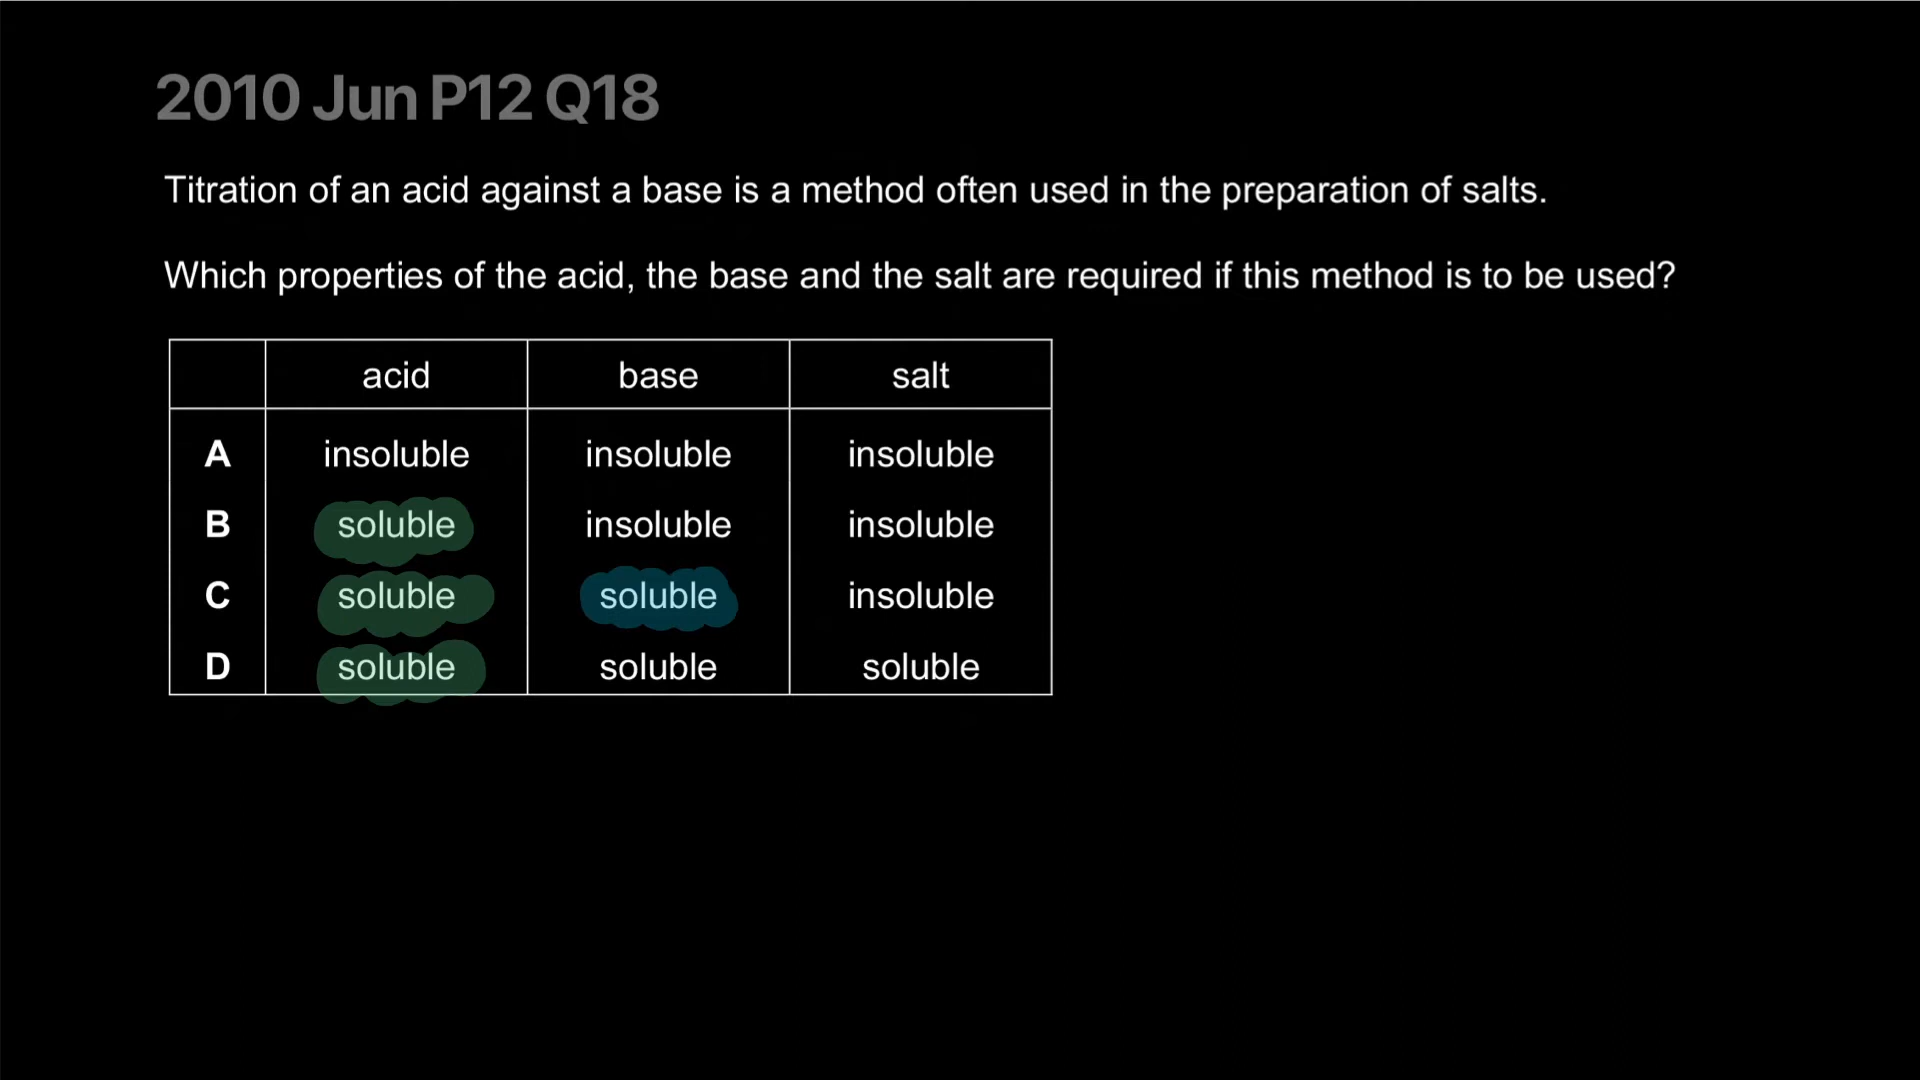 2010 Jun P12 Q18
Titration of an acid against a base is a method often used in the preparation of salts.
Which properties of the acid, the base and the salt are required if this method is to be used?
acid base salt
A insoluble insoluble insoluble
B soluble insoluble insoluble
C soluble soluble insoluble
D soluble soluble soluble